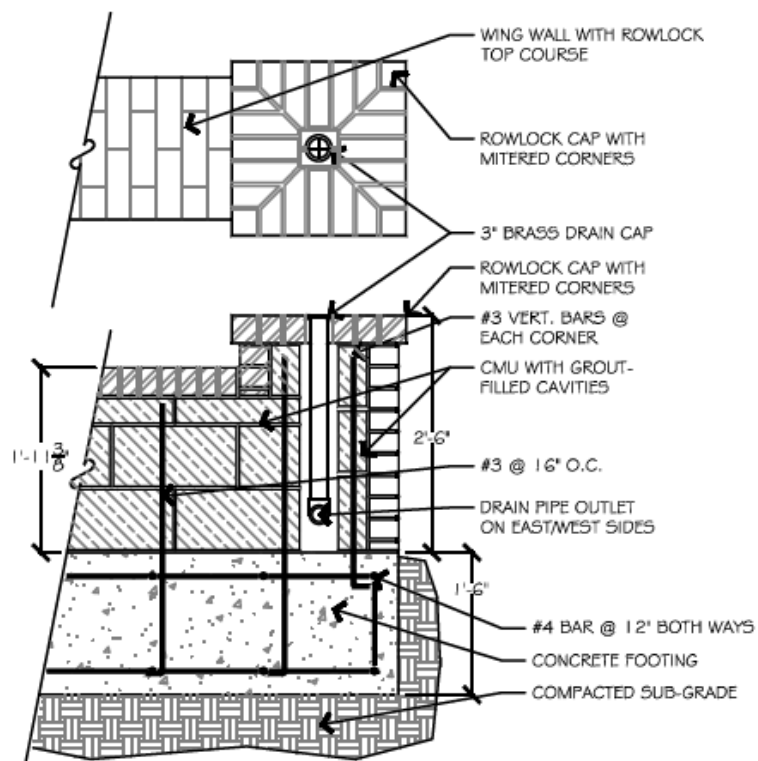 WING WALL WITH ROWLOCK
TOP COURSE
ROWLOCK CAP WITH
MITERED CORNERS
3" BRASS DRAIN CAP
ROWLOCK CAP WITH
MITERED CORNERS
#3 VERT. BARS @
EACH CORNER
CMU WITH GROUT-
FILLED CAVITIES
2'-6"
1'-11 3/8"
#3 @ 16" O.C.
DRAIN PIPE OUTLET
ON EAST/WEST SIDES
1'-6"
#4 BAR @ 12" BOTH WAYS
CONCRETE FOOTING
COMPACTED SUB-GRADE